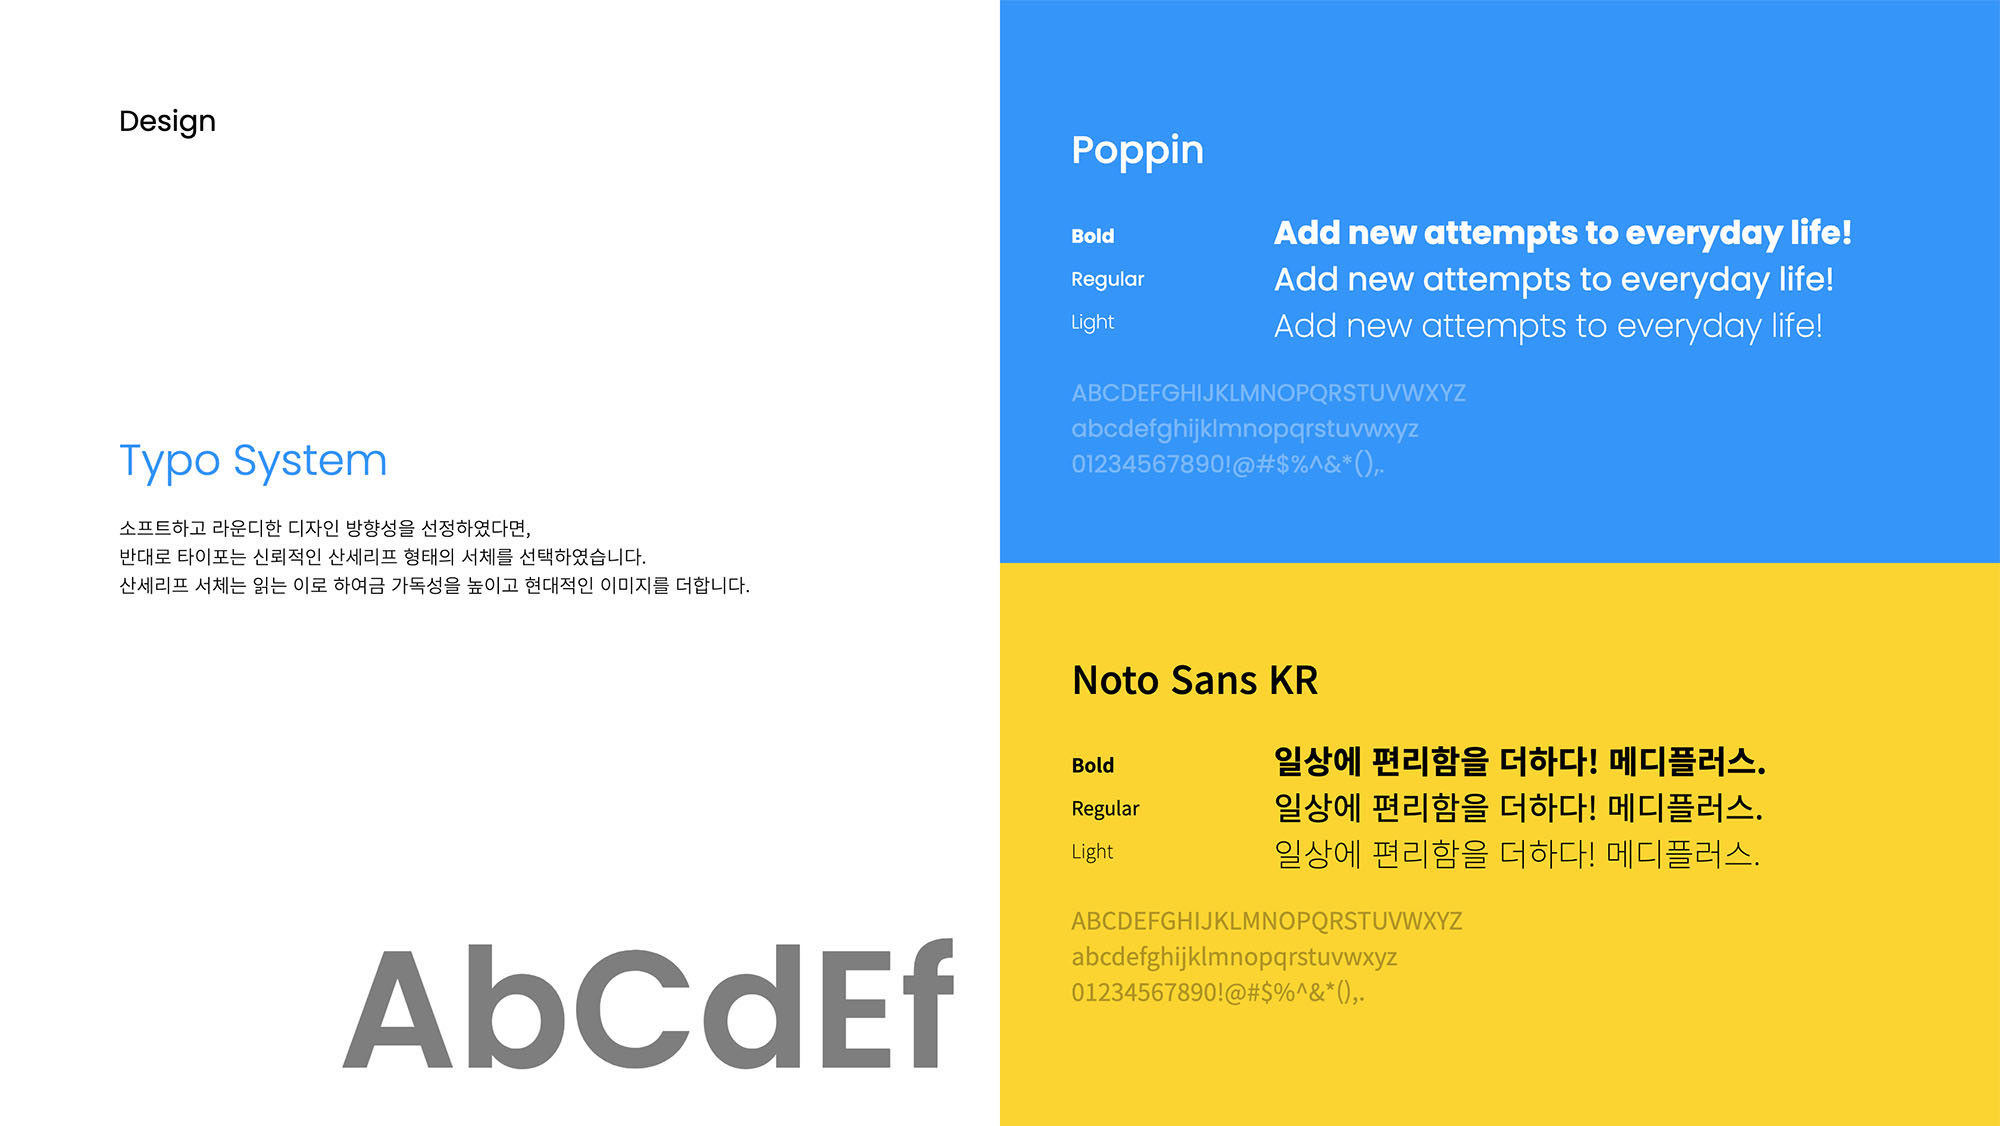 Design
Typo System
소프트하고 라운디한 디자인 방향성을 선정하였다면,
반대로 타이포는 신뢰적인 산세리프 형태의 서체를 선택하였습니다.
산세리프 서체는 읽는 이로 하여금 가독성을 높이고 현대적인 이미지를 더합니다.
AbCdEf
Poppin
Bold Add new attempts to everyday life!
Regular Add new attempts to everyday life!
Light Add new attempts to everyday life!
ABCDEFGHIJKLMNOPQRSTUVWXYZ
abcdefghijklmnopqrstuvwxyz
01234567890!@#$%^&*(),.
Noto Sans KR
Bold 일상에 편리함을 더하다! 메디플러스.
Regular 일상에 편리함을 더하다! 메디플러스.
Light 일상에 편리함을 더하다! 메디플러스.
ABCDEFGHIJKLMNOPQRSTUVWXYZ
abcdefghijklmnopqrstuvwxyz
01234567890!@#$%^&*(),.